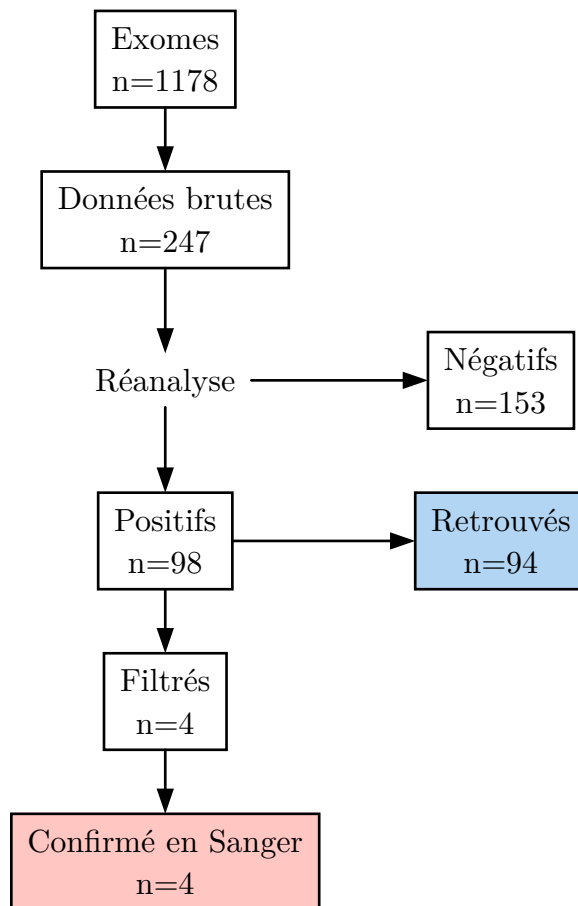 Exomes
n=1178
Données brutes
n=247
Réanalyse
Négatifs
n=153
Positifs
n=98
Retrouvés
n=94
Filtrés
n=4
Confirmé en Sanger
n=4